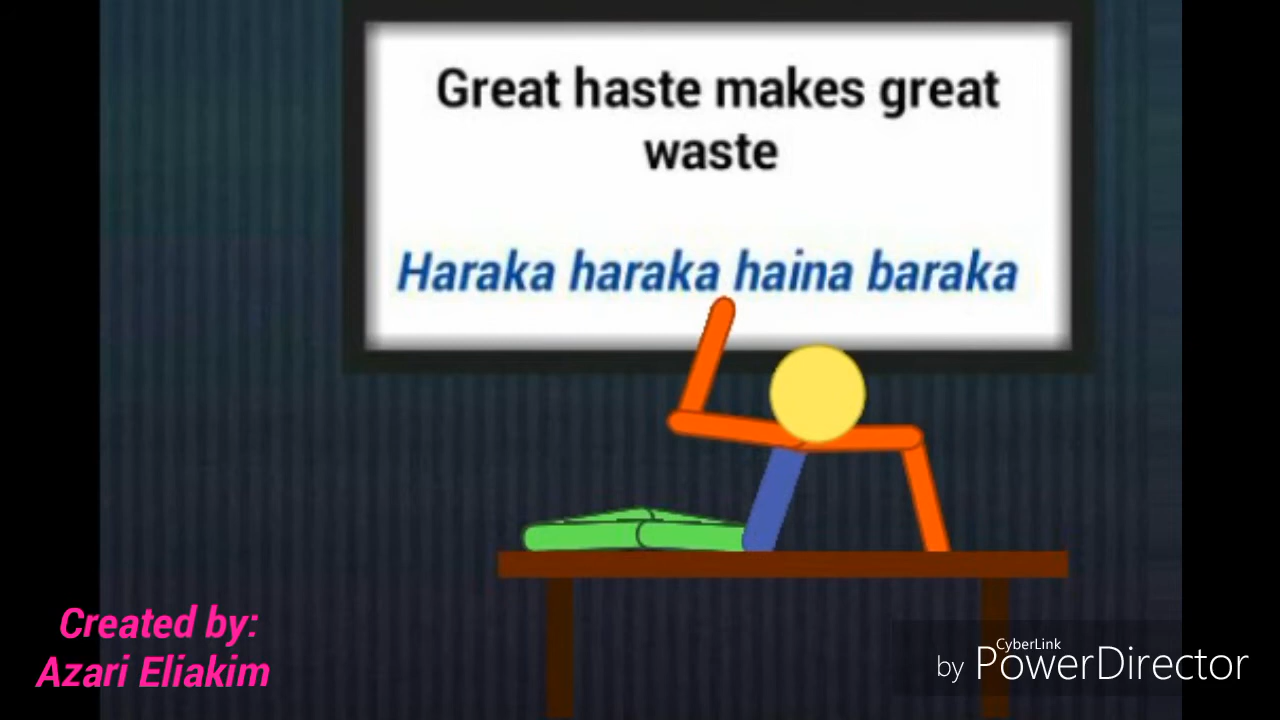 Great haste makes great
waste
Haraka haraka haina baraka
Created by:
Azari Eliakim
CyberLink
by PowerDirector